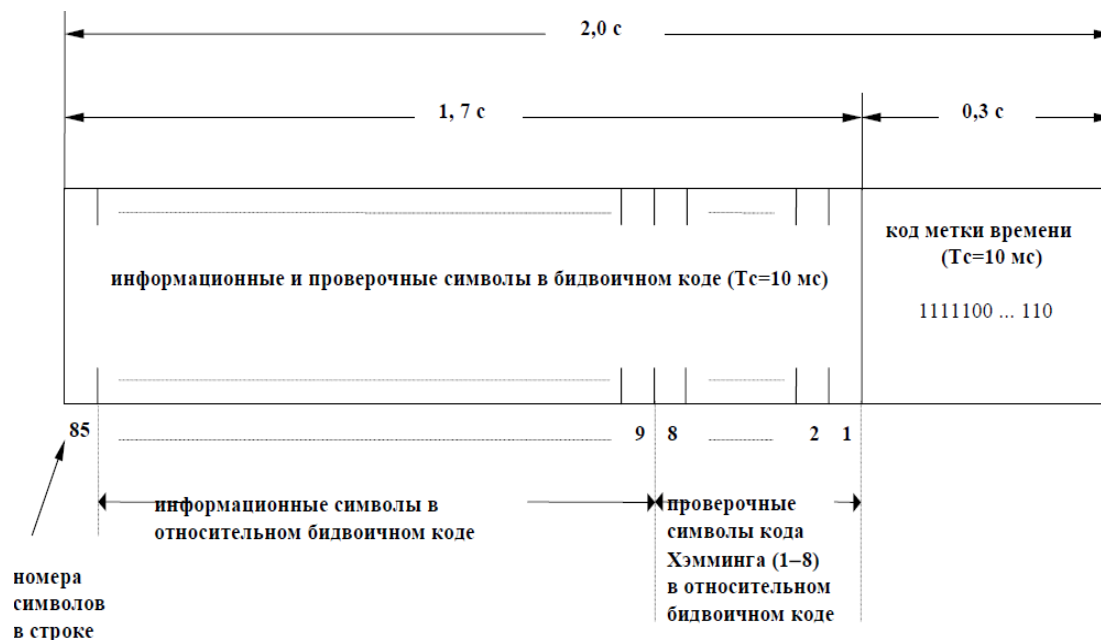 2,0 с
1, 7 с
0,3 с
код метки времени
(Тс=10 мс)
информационные и проверочные символы в бидвоичном коде (Тс=10 мс)
1111100 ... 110
85
9
8
2
1
информационные символы в
относительном бидвоичном коде
проверочные
символы кода
Хэмминга (1–8)
в относительном
бидвоичном коде
номера
символов
в строке